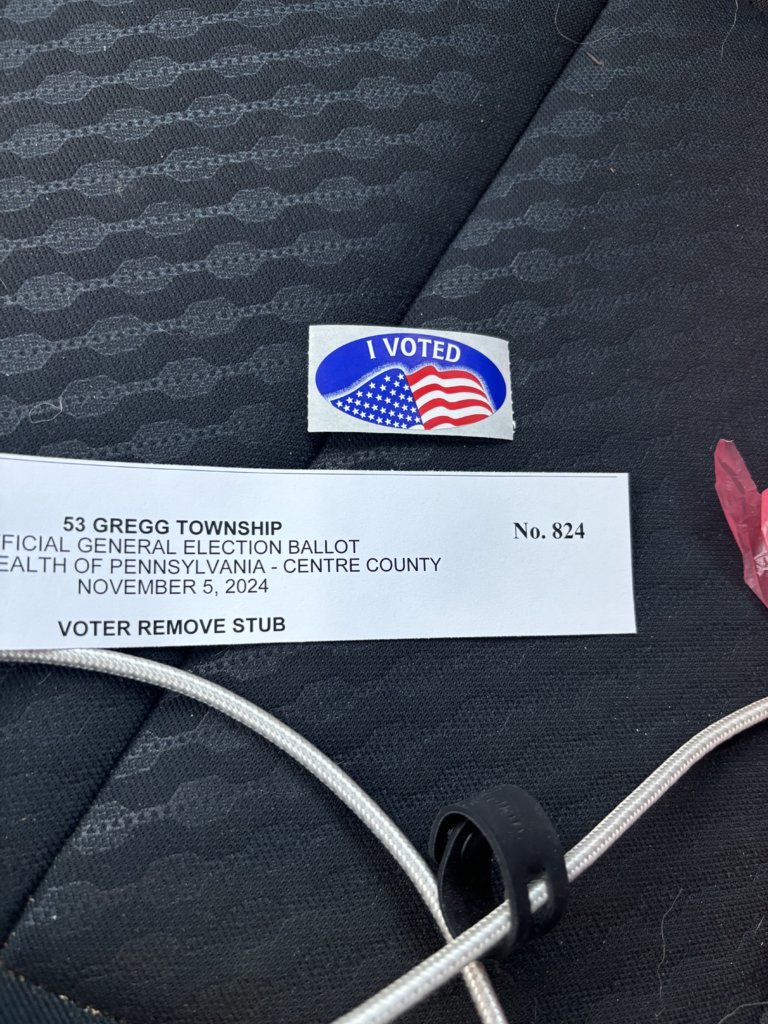 I VOTED
53 GREGG TOWNSHIP
No. 824
FFICIAL GENERAL ELECTION BALLOT
EALTH OF PENNSYLVANIA - CENTRE COUNTY
NOVEMBER 5, 2024
VOTER REMOVE STUB